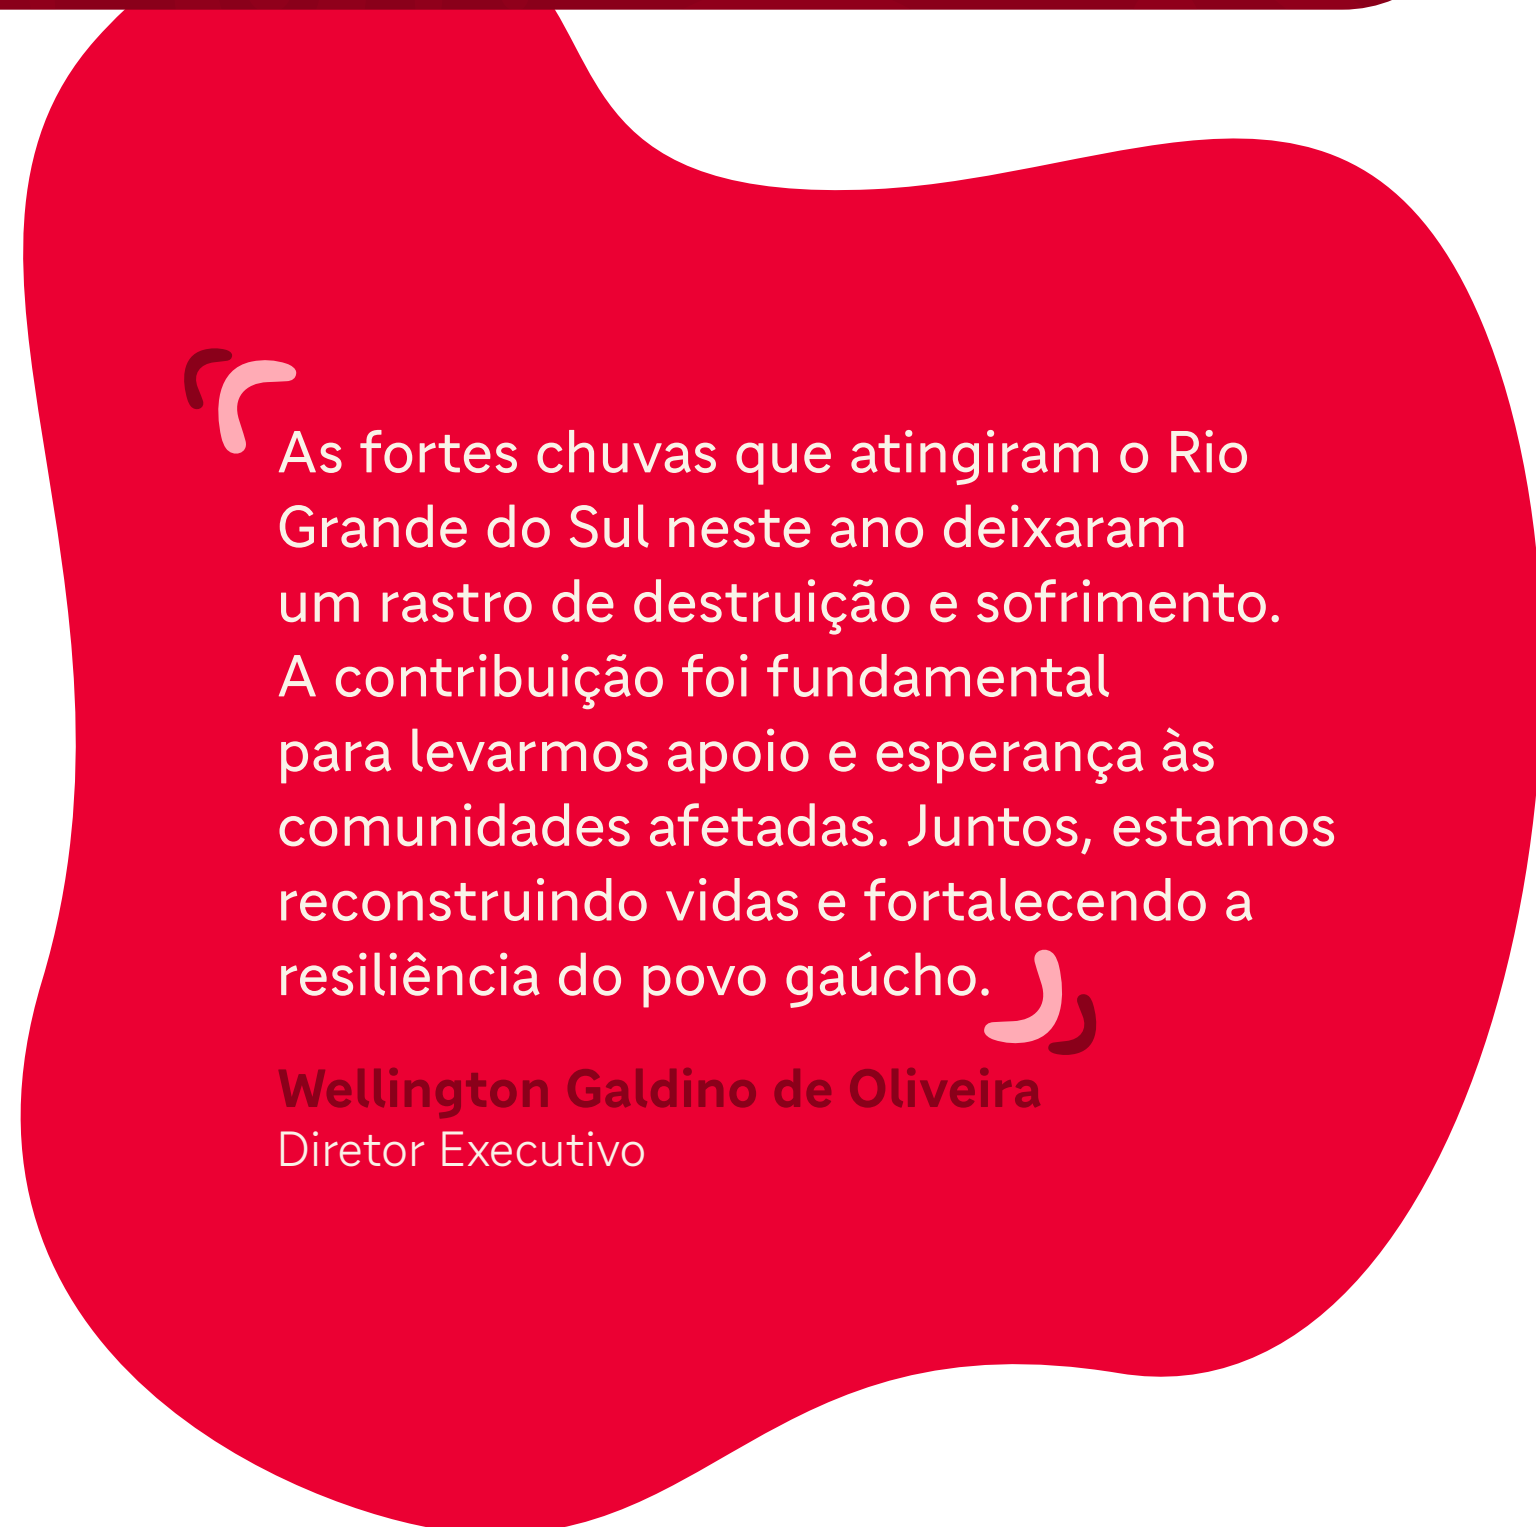 As fortes chuvas que atingiram o Rio
Grande do Sul neste ano deixaram
um rastro de destruição e sofrimento.
A contribuição foi fundamental
para levarmos apoio e esperança às
comunidades afetadas. Juntos, estamos
reconstruindo vidas e fortalecendo a
resiliência do povo gaúcho.
Wellington Galdino de Oliveira
Diretor Executivo